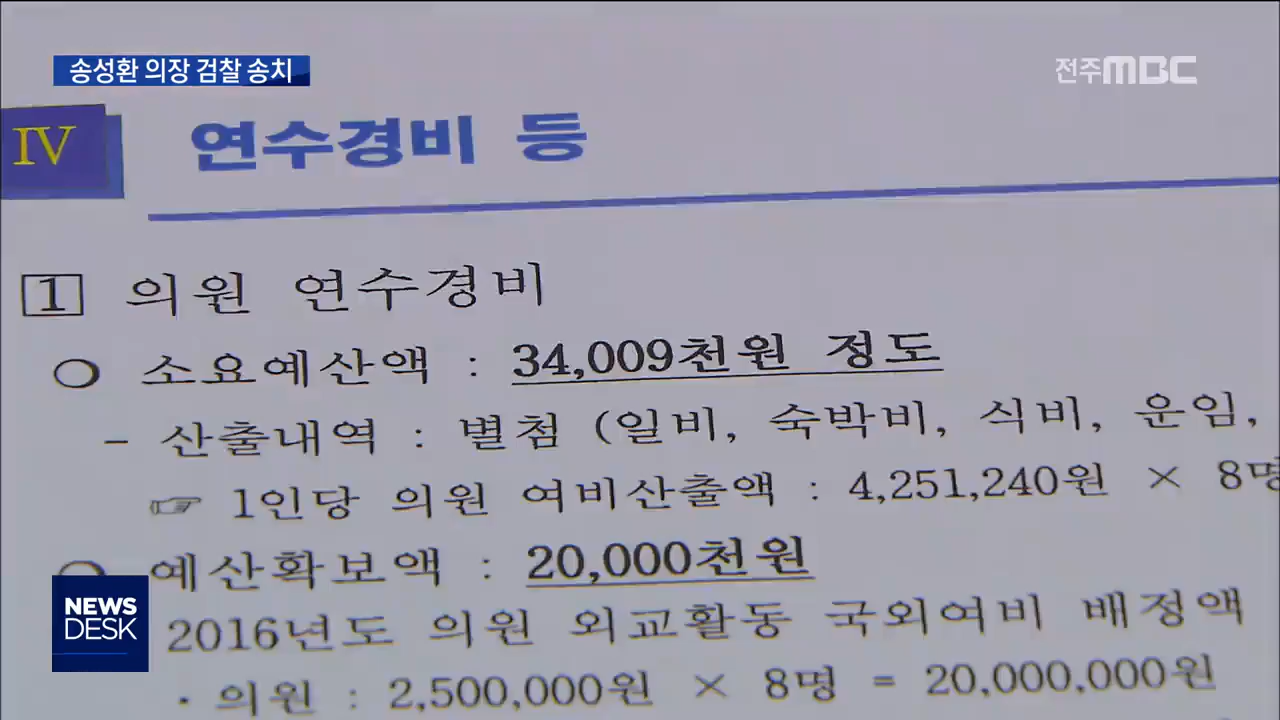 송성환 의장 검찰 송치
전주MBC
Ⅳ 연수경비 등
1 의원 연수경비
○ 소요예산액 : 34,009천원 정도
- 산출내역 : 별첨 (일비, 숙박비, 식비, 운임,
☞ 1인당 의원 여비산출액 : 4,251,240원 × 8명
○ 예산확보액 : 20,000천원
2016년도 의원 외교활동 국외여비 배정액
· 의원 : 2,500,000원 × 8명 = 20,000,000원
NEWS
DESK